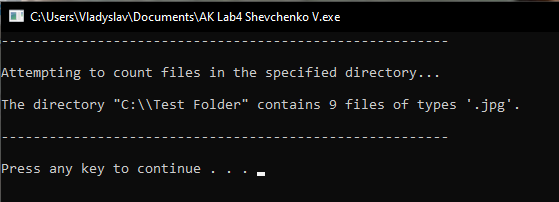 C:\Users\Vladyslav\Documents\AK Lab4 Shevchenko V.exe
--------------------------------------------------------
Attempting to count files in the specified directory...
The directory "C:\\Test Folder" contains 9 files of types '.jpg'.
--------------------------------------------------------
Press any key to continue . . .